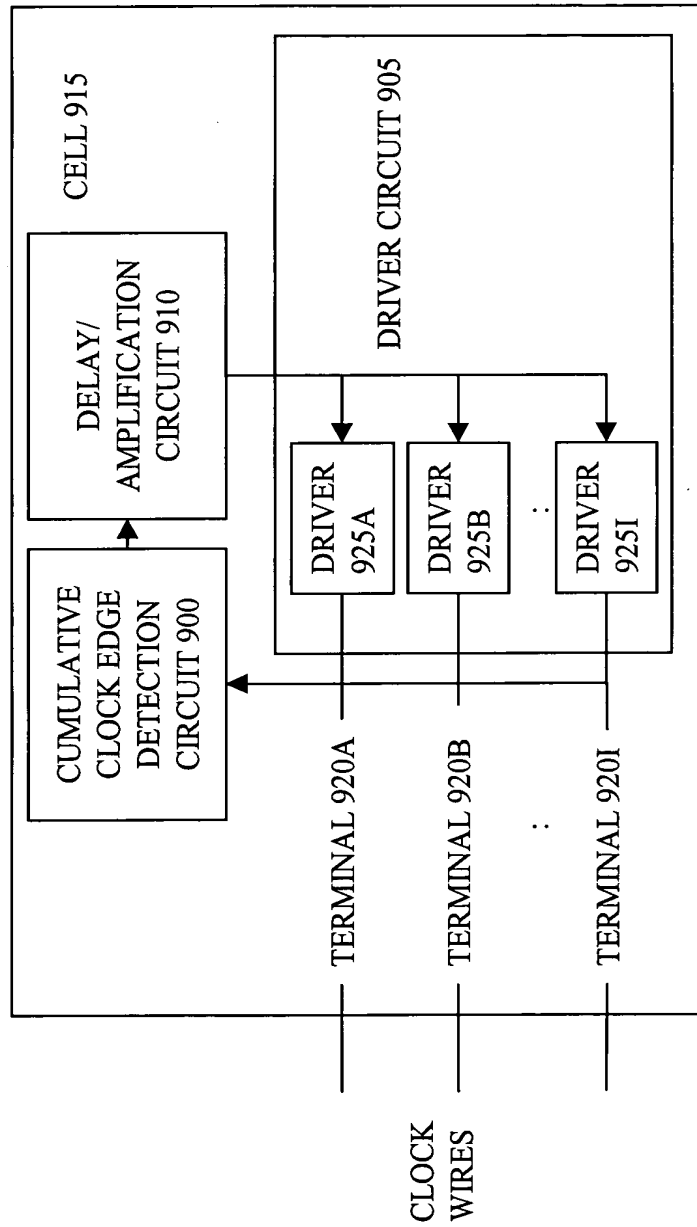 CELL 915
CUMULATIVE
CLOCK EDGE
DETECTION
CIRCUIT 900
DELAY/
AMPLIFICATION
CIRCUIT 910
DRIVER CIRCUIT 905
CLOCK
WIRES
TERMINAL 920A
DRIVER
925A
TERMINAL 920B
DRIVER
925B
:
:
TERMINAL 920I
DRIVER
925I